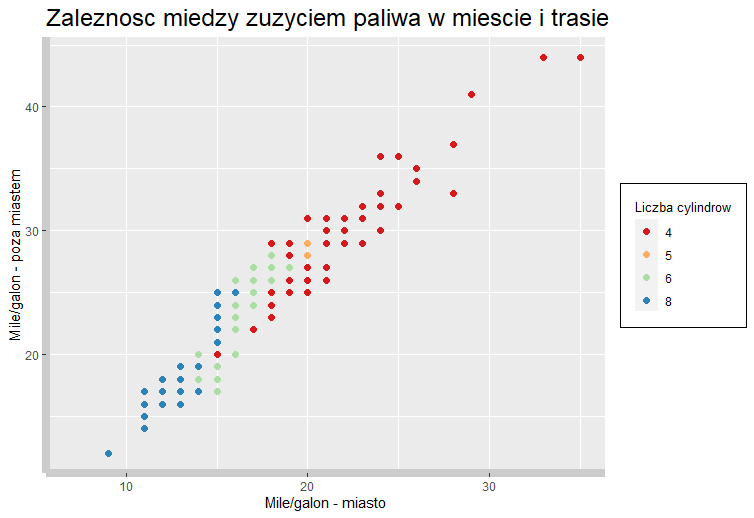 Zaleznosc miedzy zuzyciem paliwa w miescie i trasie
Mile/galon - poza miastem
40
30
20
10
20
30
Mile/galon - miasto
Liczba cylindrow
4
5
6
8